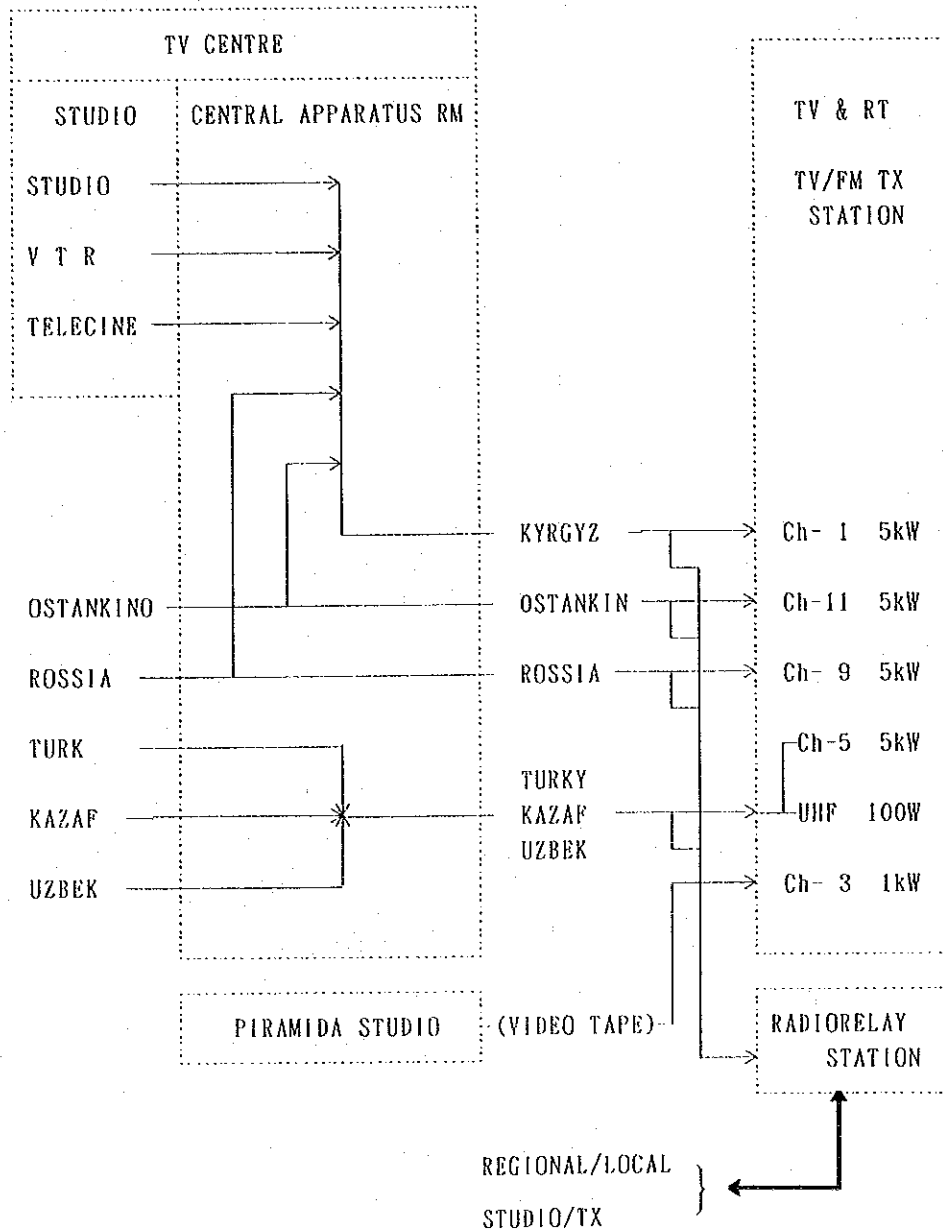 TV CENTRE
STUDIO
CENTRAL APPARATUS RM
STUDIO
V T R
TELECINE
OSTANKINO
ROSSIA
TURK
KAZAF
UZBEK
KYRGYZ
OSTANKIN
ROSSIA
TURKY
KAZAF
UZBEK
TV & RT
TV/FM TX
STATION
Ch- 1 5kW
Ch-11 5kW
Ch- 9 5kW
Ch-5 5kW
UHF 100W
Ch- 3 1kW
PIRAMIDA STUDIO
(VIDEO TAPE)
RADIORELAY
STATION
REGIONAL/LOCAL
STUDIO/TX